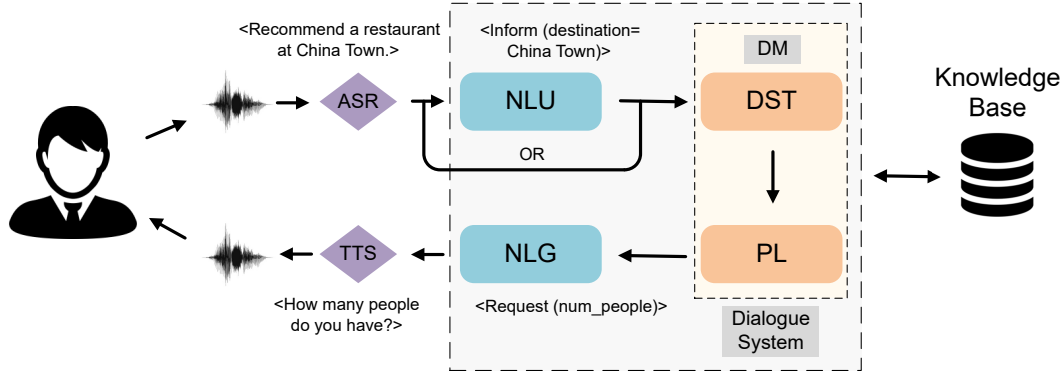 <Recommend a restaurant
at China Town.>
<Inform (destination=
China Town)>
DM
ASR
NLU
DST
Knowledge
Base
OR
TTS
NLG
PL
<How many people
do you have?>
<Request (num_people)>
Dialogue
System